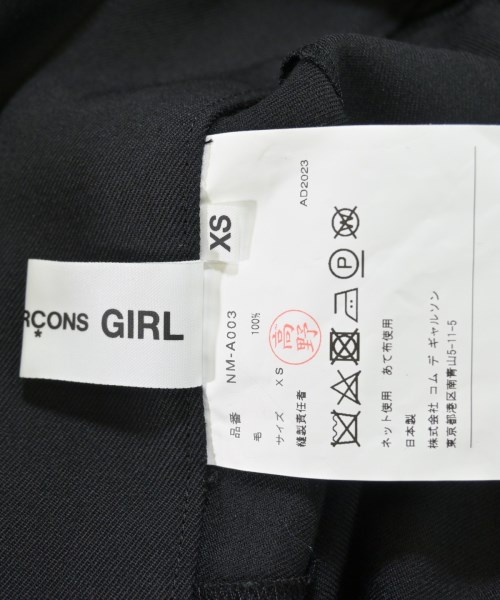 RÇONS GIRL
XS
AD2023
品番 NM-A003
毛 100%
サイズ XS
縫製責任者 高野
ネット使用 あて布使用
日本製
株式会社 コム デ ギャルソン
東京都港区南青山5-11-5